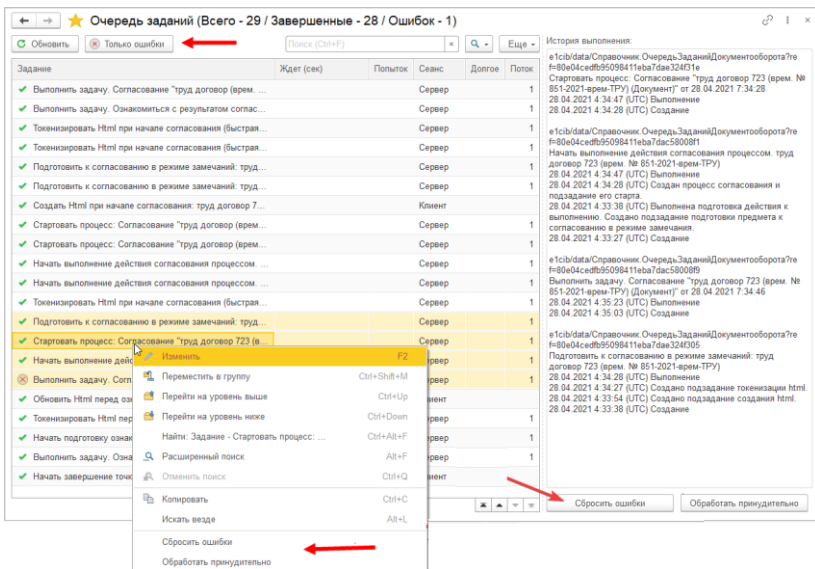 Очередь заданий (Всего - 29 / Завершенные - 28 / Ошибок - 1)
Обновить Только ошибки Поиск (Ctrl+F) × Еще
Задание Ждет (сек) Попыток Сеанс Долгое Поток
Выполнить задачу. Согласование "труд договор (врем. ... Сервер 1
Выполнить задачу. Ознакомиться с результом соглас... Сервер 1
Токенизировать Html при начале согласования (быстрая... Сервер 1
Токенизировать Html при начале согласования (быстрая... Сервер 1
Подготовить к согласованию в режиме замечаний: труд... Сервер 1
Подготовить к согласованию в режиме замечаний: труд... Сервер 1
Создать Html при начале согласования: труд договор 7... Клиент
Стартовать процесс: Согласование "труд договор (врем... Сервер 1
Стартовать процесс: Согласование "труд договор (врем... Сервер 1
Начать выполнение действия согласования процессом. ... Сервер 1
Начать выполнение действия согласования процессом. ... Сервер 1
Токенизировать Html при начале согласования (быстрая... Сервер 1
Подготовить к согласованию в режиме замечаний: труд... Сервер 1
Стартовать процесс: Согласование "труд договор 723 (в... Сервер 1
Начать выполнение дейс рвер 1
Выполнить задачу. Согл рвер 1
Обновить Html перед озн иент
Токенизировать Html пер рвер 1
Начать подготовку ознак рвер 1
Выполнить задачу. Озна рвер 1
Начать завершение точк иент
Изменить F2
Переместить в группу Ctrl+Shift+M
Перейти на уровень выше Ctrl+Up
Перейти на уровень ниже Ctrl+Down
Найти: Задание - Стартовать процесс: ... Ctrl+Alt+F
Расширенный поиск Alt+F
Отменить поиск Ctrl+Q
Копировать Ctrl+C
Искать везде Alt+L
Сбросить ошибки
Обработать принудительно
История выполнения:
e1cib/data/Справочник.ОчередьЗаданийДокументооборота?re
f=80e04cedfb95098411eba7dae324f31e
Стартовать процесс: Согласование "труд договор 723 (врем. №
851-2021-врем-ТРУ) (Документ)" от 28.04.2021 7:34:28
28.04.2021 4:34:47 (UTC) Выполнение
28.04.2021 4:34:28 (UTC) Создание
e1cib/data/Справочник.ОчередьЗаданийДокументооборота?re
f=80e04cedfb95098411eba7dac58008f1
Начать выполнение действия согласования процессом. труд
договор 723 (врем. № 851-2021-врем-ТРУ)
28.04.2021 4:34:47 (UTC) Выполнение
28.04.2021 4:34:28 (UTC) Создан процесс согласования и
подзадание его старта.
28.04.2021 4:33:38 (UTC) Выполнена подготовка действия к
выполнению. Создано подзадание подготовки предмета к
согласованию в режиме замечания.
28.04.2021 4:33:27 (UTC) Создание
e1cib/data/Справочник.ОчередьЗаданийДокументооборота?re
f=80e04cedfb95098411eba7dac58008f9
Выполнить задачу. Согласование "труд договор 723 (врем. №
851-2021-врем-ТРУ) (Документ)" от 28.04.2021 7:34:46
28.04.2021 4:35:23 (UTC) Выполнение
28.04.2021 4:35:03 (UTC) Создание
e1cib/data/Справочник.ОчередьЗаданийДокументооборота?re
f=80e04cedfb95098411eba7dae324f305
Подготовить к согласованию в режиме замечаний: труд
договор 723 (врем. № 851-2021-врем-ТРУ)
28.04.2021 4:34:28 (UTC) Выполнение
28.04.2021 4:34:27 (UTC) Создано подзадание токенизации html.
28.04.2021 4:33:54 (UTC) Создано подзадание создания html.
28.04.2021 4:33:38 (UTC) Создание
Сбросить ошибки Обработать принудительно